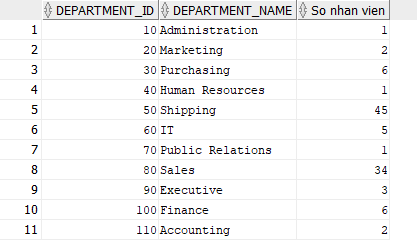 DEPARTMENT_ID DEPARTMENT_NAME So nhan vien
1 10 Administration 1
2 20 Marketing 2
3 30 Purchasing 6
4 40 Human Resources 1
5 50 Shipping 45
6 60 IT 5
7 70 Public Relations 1
8 80 Sales 34
9 90 Executive 3
10 100 Finance 6
11 110 Accounting 2